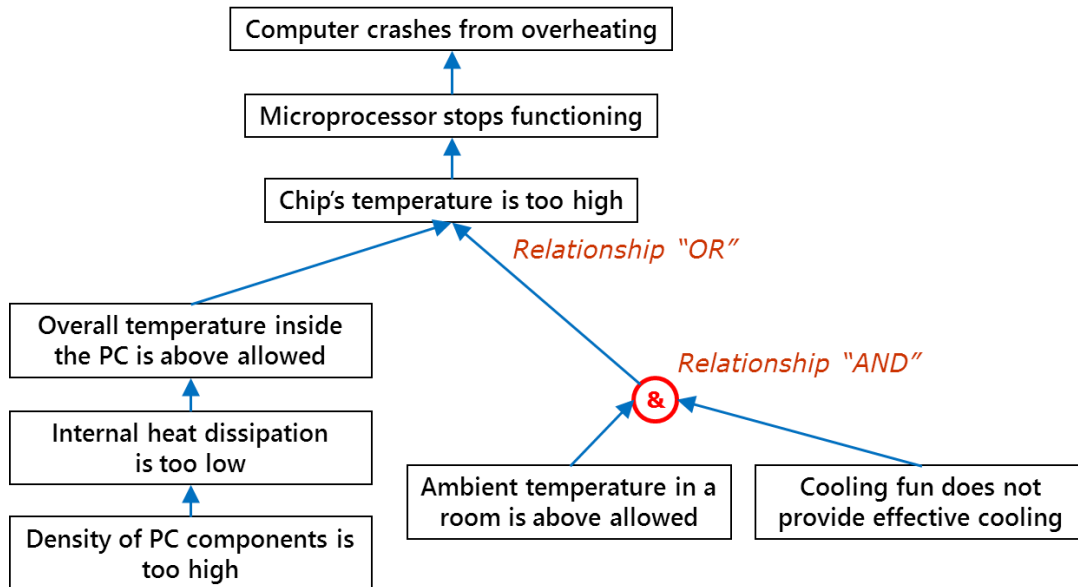 Computer crashes from overheating
Microprocessor stops functioning
Chip’s temperature is too high
Relationship “OR”
Overall temperature inside
the PC is above allowed
Relationship “AND”
&
Internal heat dissipation
is too low
Ambient temperature in a
room is above allowed
Cooling fun does not
provide effective cooling
Density of PC components is
too high